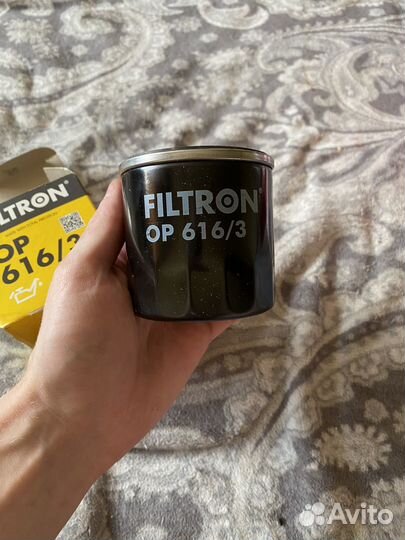 FILTRON
OP 616/3
FILTRON
OP
616/3
Avito